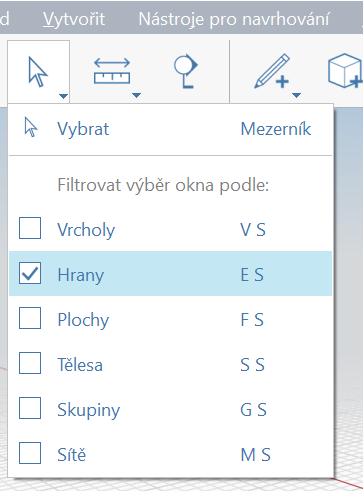 Vytvořit Nástroje pro navrhování
Vybrat Mezerník
Filtrovat výběr okna podle:
Vrcholy V S
Hrany E S
Plochy F S
Tělesa S S
Skupiny G S
Sítě M S